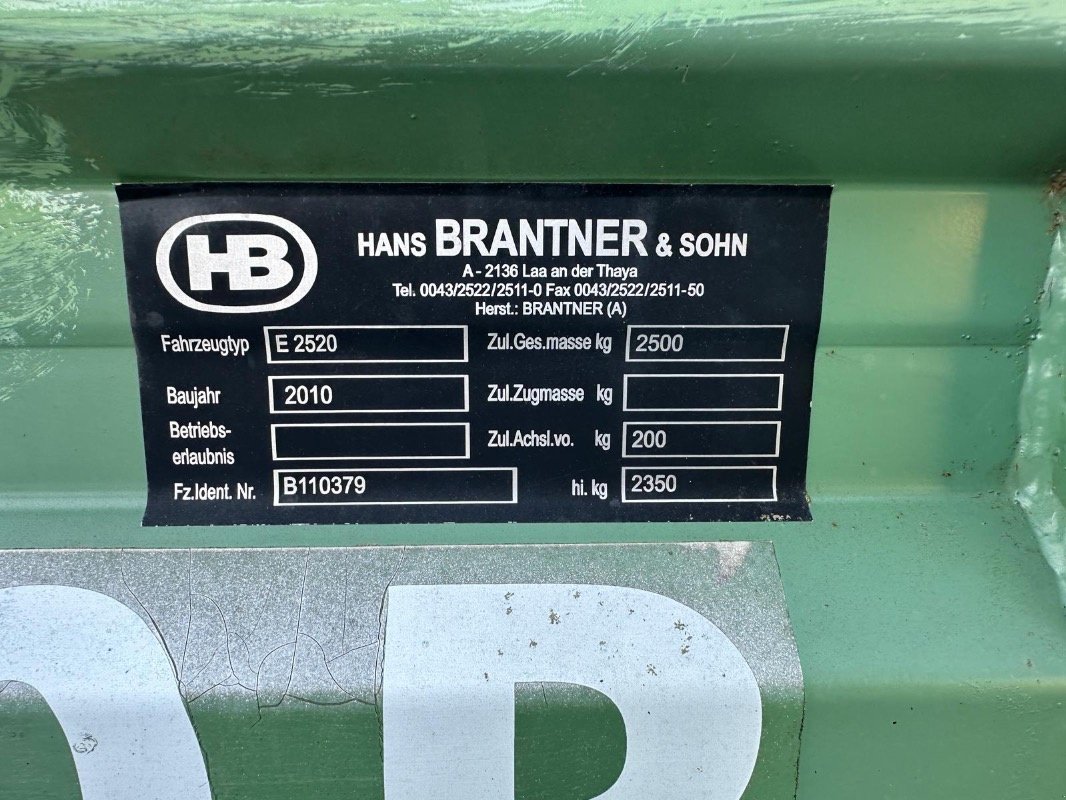 HB
HANS BRANTNER & SOHN
A - 2136 Laa an der Thaya
Tel. 0043/2522/2511-0 Fax 0043/2522/2511-50
Herst.: BRANTNER (A)
Fahrzeugtyp E 2520 Zul.Ges.masse kg 2500
Baujahr 2010 Zul.Zugmasse kg
Betriebs-
erlaubnis Zul.Achsl.vo. kg 200
Fz.Ident. Nr. B110379 hi. kg 2350